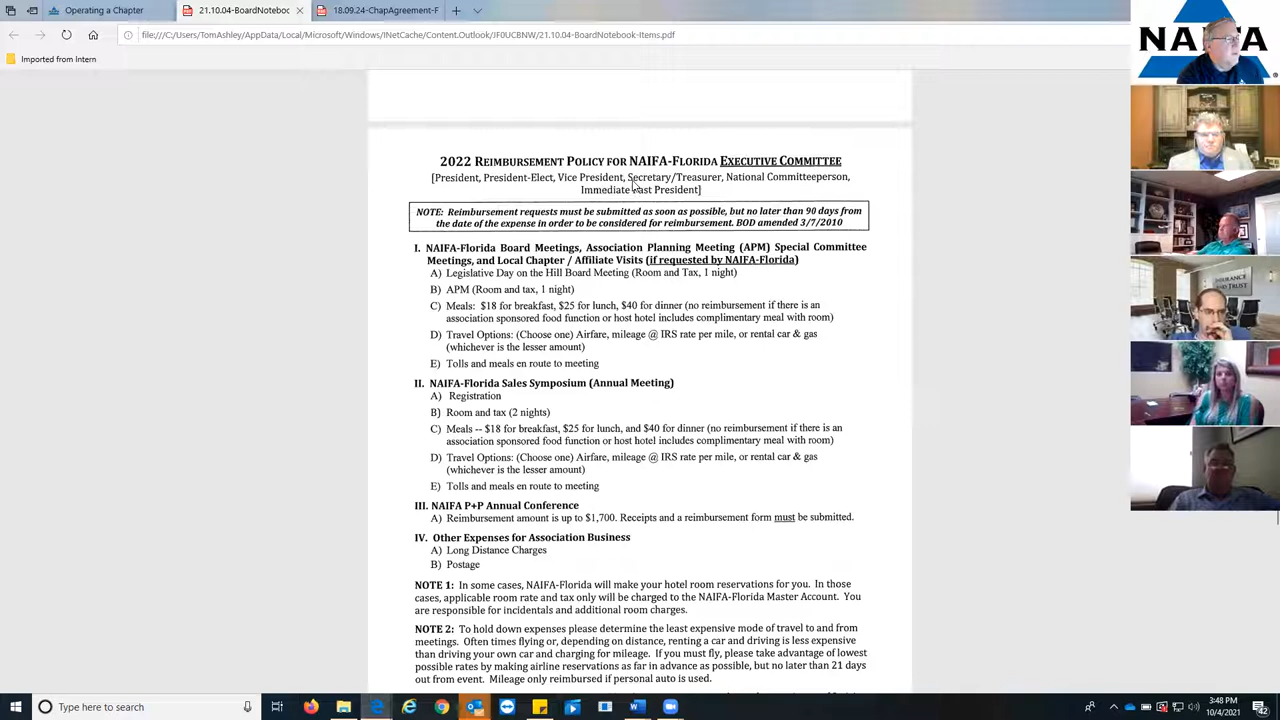 Operating a Chapter
21.10.04-BoardNoteboo
18.09.24-ChapAgreement-F
file:///C:/Users/TomAshley/AppData/Local/Microsoft/Windows/INetCache/Content.Outlook/JF0UCBNW/21.10.04-BoardNotebook-Items.pdf
Imported from Intern
NAIFA
2022 REIMBURSEMENT POLICY FOR NAIFA-FLORIDA EXECUTIVE COMMITTEE
[President, President-Elect, Vice President, Secretary/Treasurer, National Committeeperson,
Immediate Past President]
NOTE: Reimbursement requests must be submitted as soon as possible, but no later than 90 days from
the date of the expense in order to be considered for reimbursement. BOD amended 3/7/2010
I. NAIFA-Florida Board Meetings, Association Planning Meeting (APM) Special Committee
Meetings, and Local Chapter / Affiliate Visits (if requested by NAIFA-Florida)
A) Legislative Day on the Hill Board Meeting (Room and Tax, 1 night)
B) APM (Room and tax, 1 night)
C) Meals: $18 for breakfast, $25 for lunch, $40 for dinner (no reimbursement if there is an
association sponsored food function or host hotel includes complimentary meal with room)
D) Travel Options: (Choose one) Airfare, mileage @ IRS rate per mile, or rental car & gas
(whichever is the lesser amount)
E) Tolls and meals en route to meeting
II. NAIFA-Florida Sales Symposium (Annual Meeting)
A) Registration
B) Room and tax (2 nights)
C) Meals -- $18 for breakfast, $25 for lunch, and $40 for dinner (no reimbursement if there is an
association sponsored food function or host hotel includes complimentary meal with room)
D) Travel Options: (Choose one) Airfare, mileage @ IRS rate per mile, or rental car & gas
(whichever is the lesser amount)
E) Tolls and meals en route to meeting
III. NAIFA P+P Annual Conference
A) Reimbursement amount is up to $1,700. Receipts and a reimbursement form must be submitted.
IV. Other Expenses for Association Business
A) Long Distance Charges
B) Postage
NOTE 1: In some cases, NAIFA-Florida will make your hotel room reservations for you. In those
cases, applicable room rate and tax only will be charged to the NAIFA-Florida Master Account. You
are responsible for incidentals and additional room charges.
NOTE 2: To hold down expenses please determine the least expensive mode of travel to and from
meetings. Often times flying or, depending on distance, renting a car and driving is less expensive
than driving your own car and charging for mileage. If you must fly, please take advantage of lowest
possible rates by making airline reservations as far in advance as possible, but no later than 21 days
out from event. Mileage only reimbursed if personal auto is used.
INSURANCE
AND TRUST
Type here to search
3:48 PM
10/4/2021
42